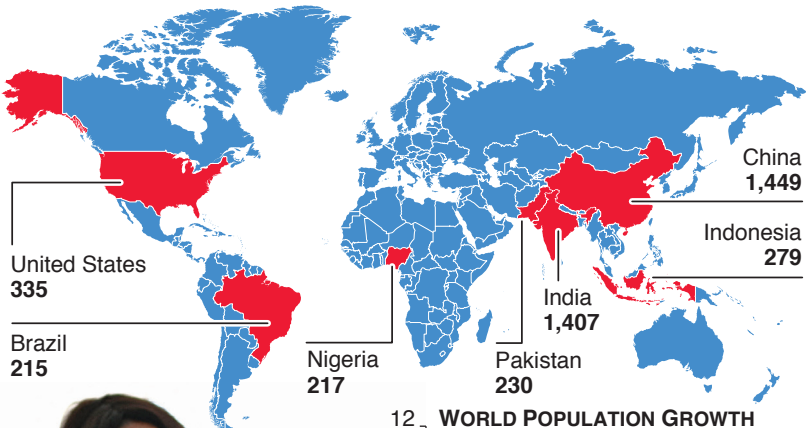 China
1,449
Indonesia
279
United States
335
India
1,407
Brazil
215
Nigeria
217
Pakistan
230
12
WORLD POPULATION GROWTH